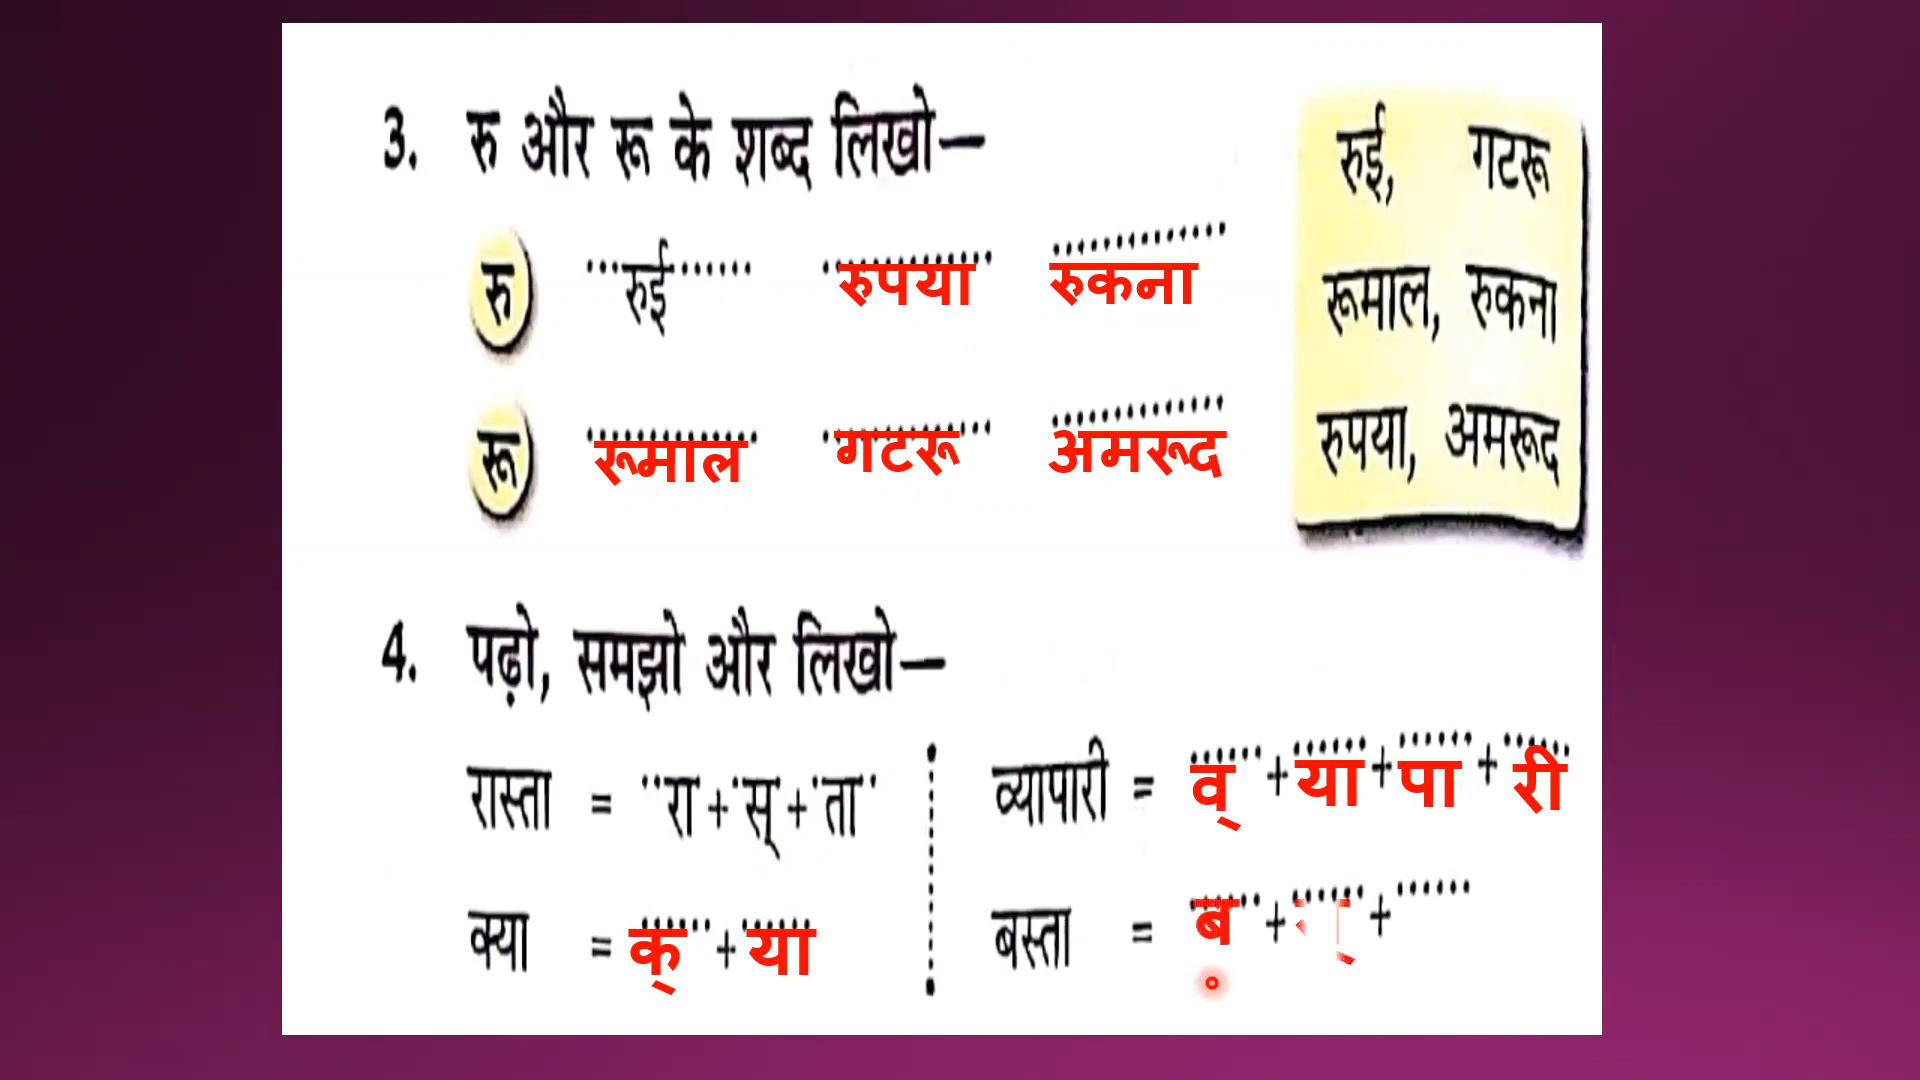 3. रु और रू के शब्द लिखो—
रुई, गटरू
रु रुई रुपया रुकना
रूमाल, रुकना
रू रूमाल गटरू अमरूद
रुपया, अमरूद
4. पढ़ो, समझो और लिखो—
रास्ता = रा + स् + ता
व्यापारी = व् + या + पा + री
क्या = क् + या
बस्ता = ब + +